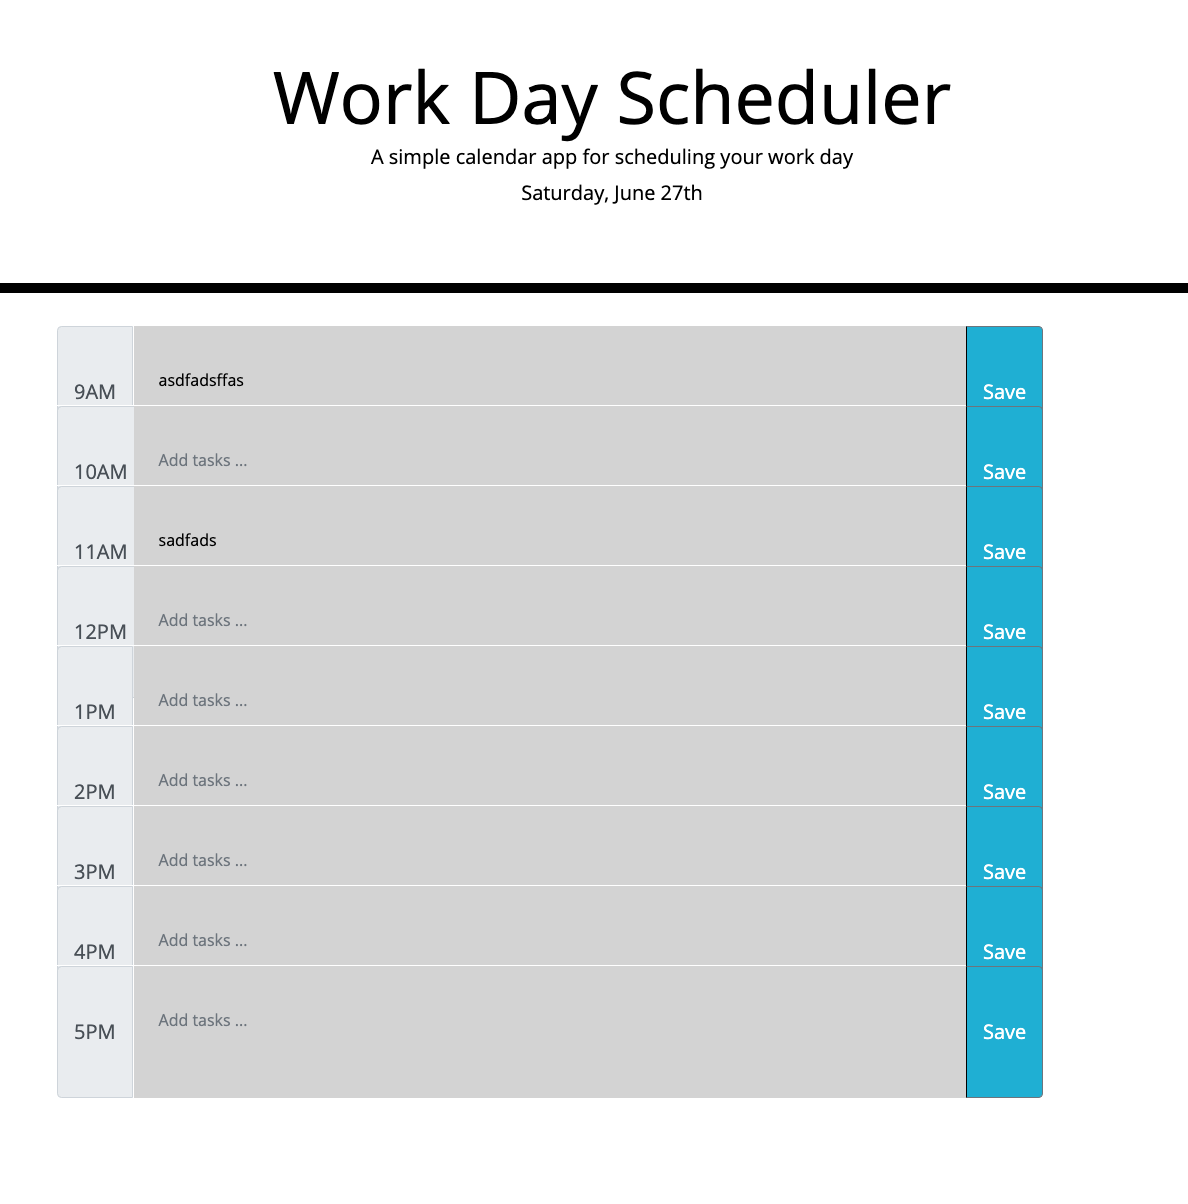 Work Day Scheduler
A simple calendar app for scheduling your work day
Saturday, June 27th
9AM asdfadsffas Save
10AM Add tasks ... Save
11AM sadfads Save
12PM Add tasks ... Save
1PM Add tasks ... Save
2PM Add tasks ... Save
3PM Add tasks ... Save
4PM Add tasks ... Save
5PM Add tasks ... Save